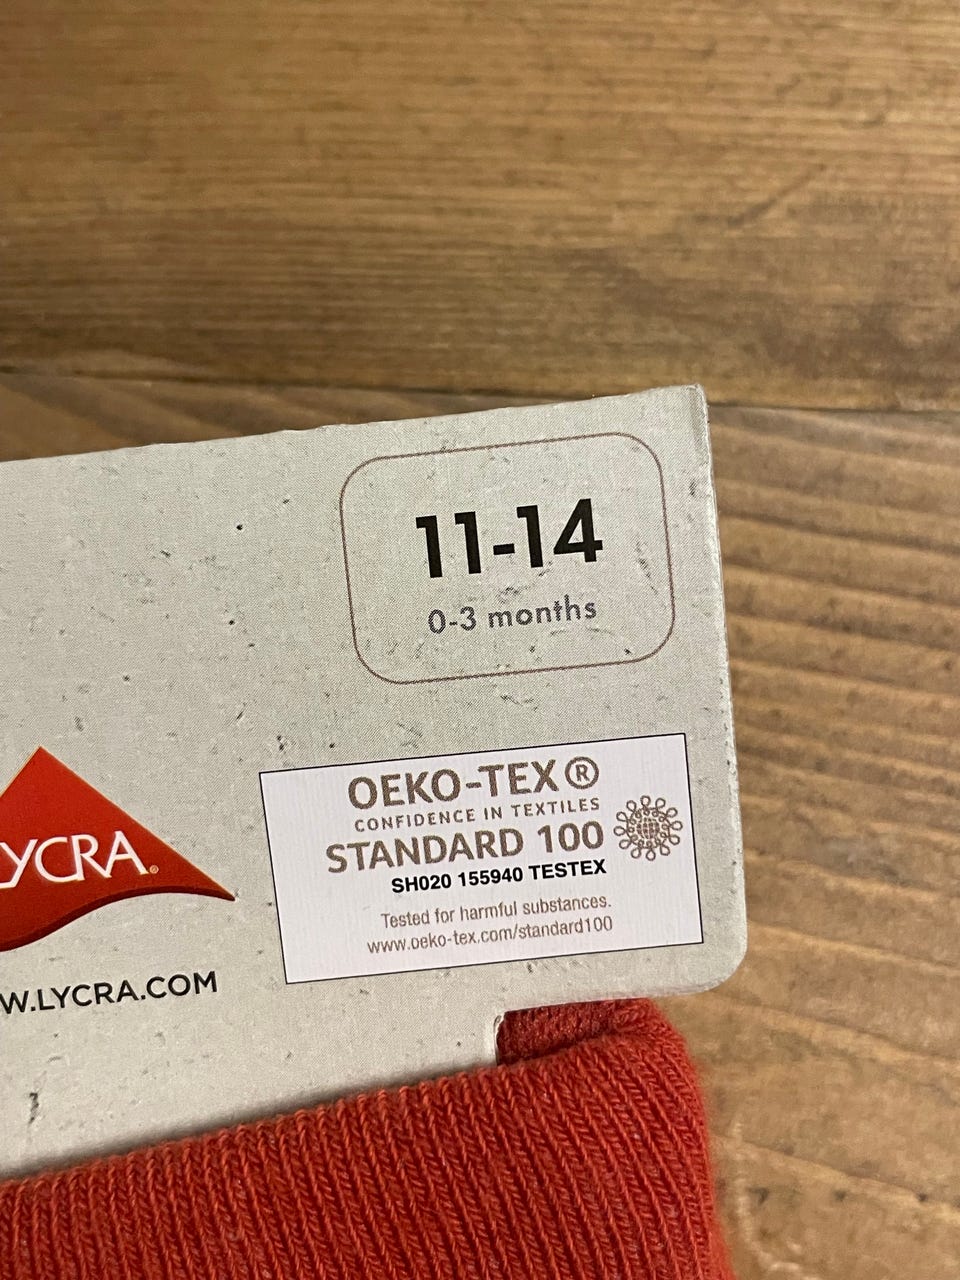 11-14
0-3 months
OEKO-TEX®
CONFIDENCE IN TEXTILES
STANDARD 100
SH020 155940 TESTEX
Tested for harmful substances.
www.oeko-tex.com/standard100
YCRA®
W.LYCRA.COM